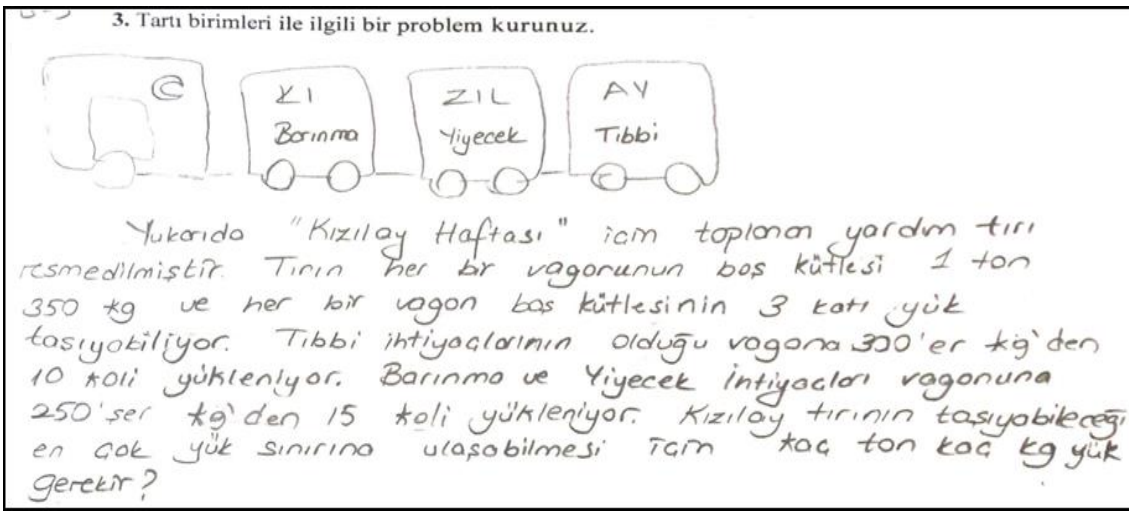 3. Tartı birimleri ile ilgili bir problem kurunuz.
C KI ZIL AY
Barınma Yiyecek Tıbbi
Yukarıda "Kızılay Haftası" için toplanan yardım tırı
resmedilmiştir. Tırın her bir vagonunun boş kütlesi 1 ton
350 kg ve her bir vagon boş kütlesinin 3 katı yük
taşıyabiliyor. Tıbbi ihtiyaçlarının olduğu vagona 300'er kg'den
10 koli yükleniyor. Barınma ve Yiyecek İntiyaçları vagonuna
250'şer kg'den 15 koli yükleniyor. Kızılay tırının taşıyabileceği
en çok yük sınırına ulaşabilmesi için kaç ton kaç kg yük
gerekir?